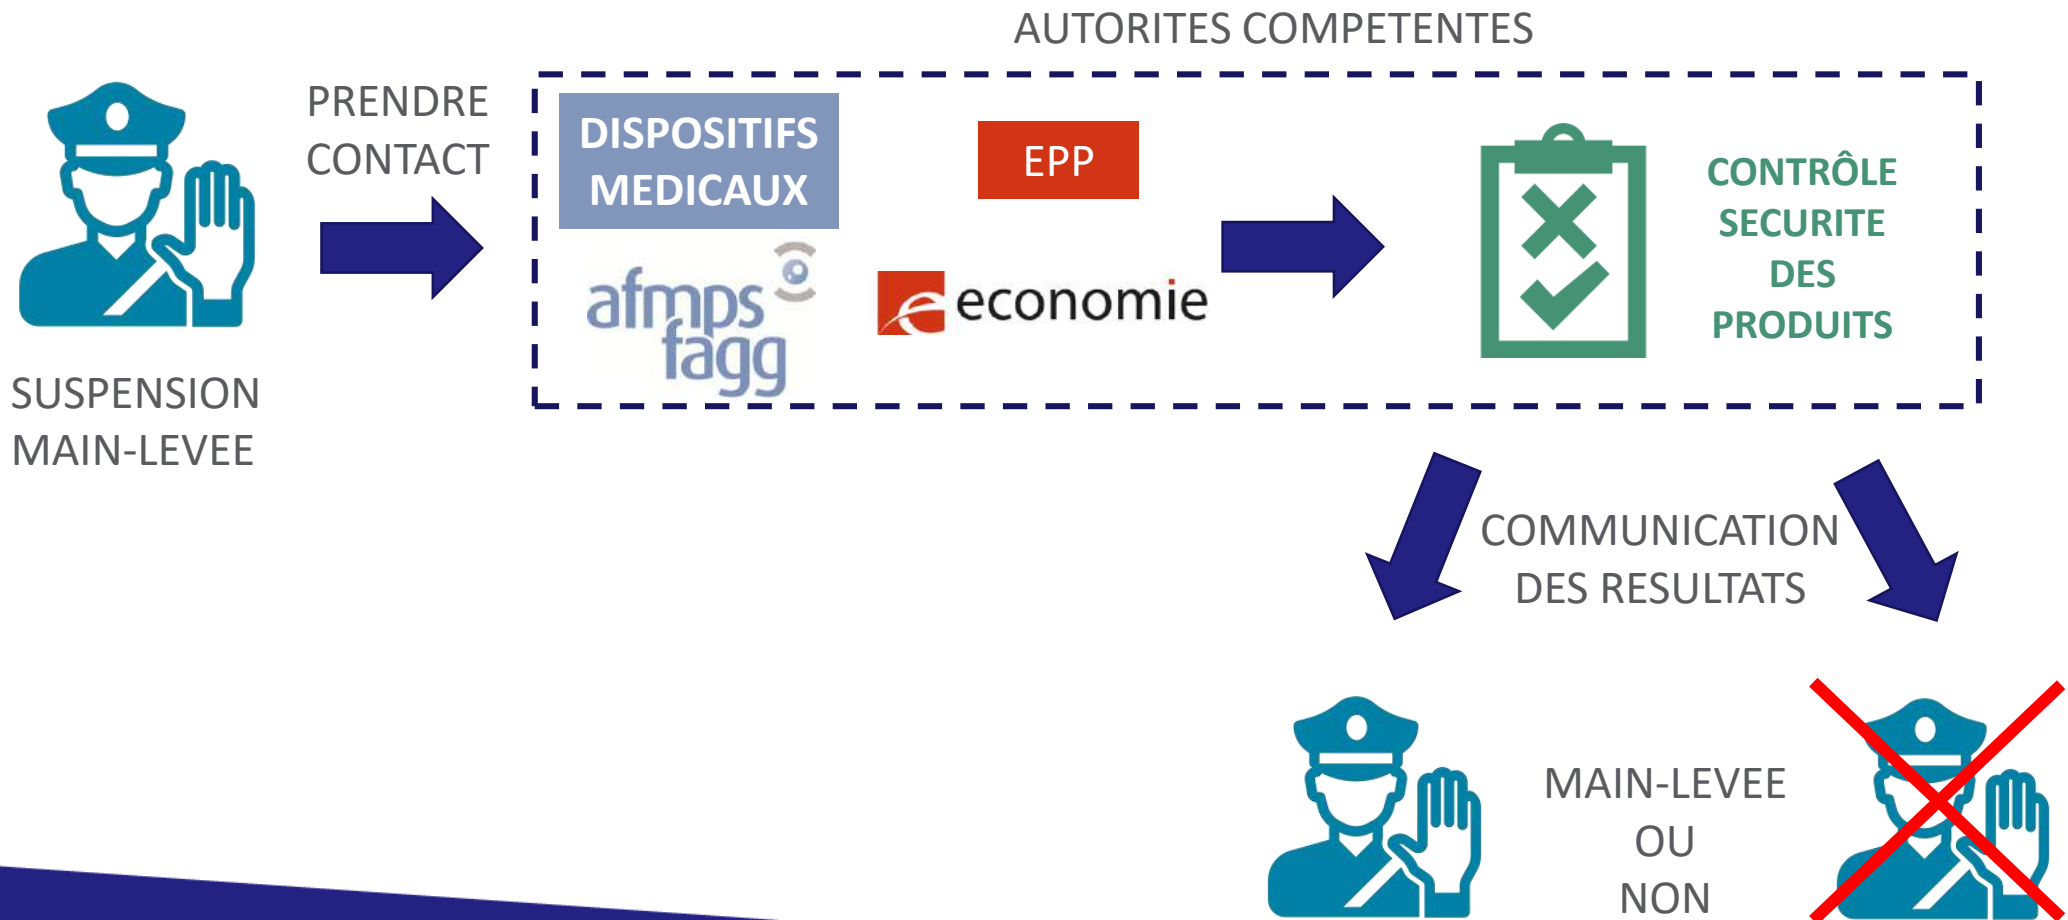 AUTORITES COMPETENTES
PRENDRE
CONTACT
DISPOSITIFS
MEDICAUX
EPP
afmps
fagg
economie
CONTRÔLE
SECURITE
DES
PRODUITS
SUSPENSION
MAIN-LEVEE
COMMUNICATION
DES RESULTATS
MAIN-LEVEE
OU
NON